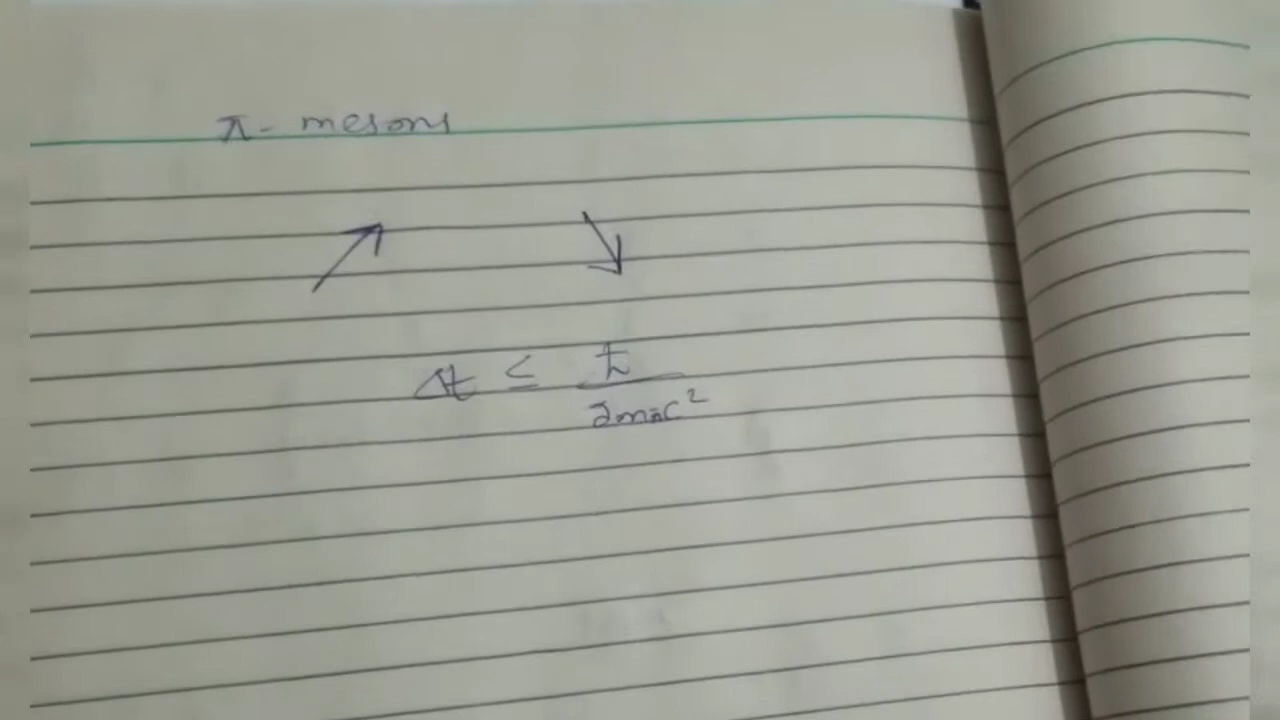 π- mesons
Δt ≤ ħ / 2mπc²